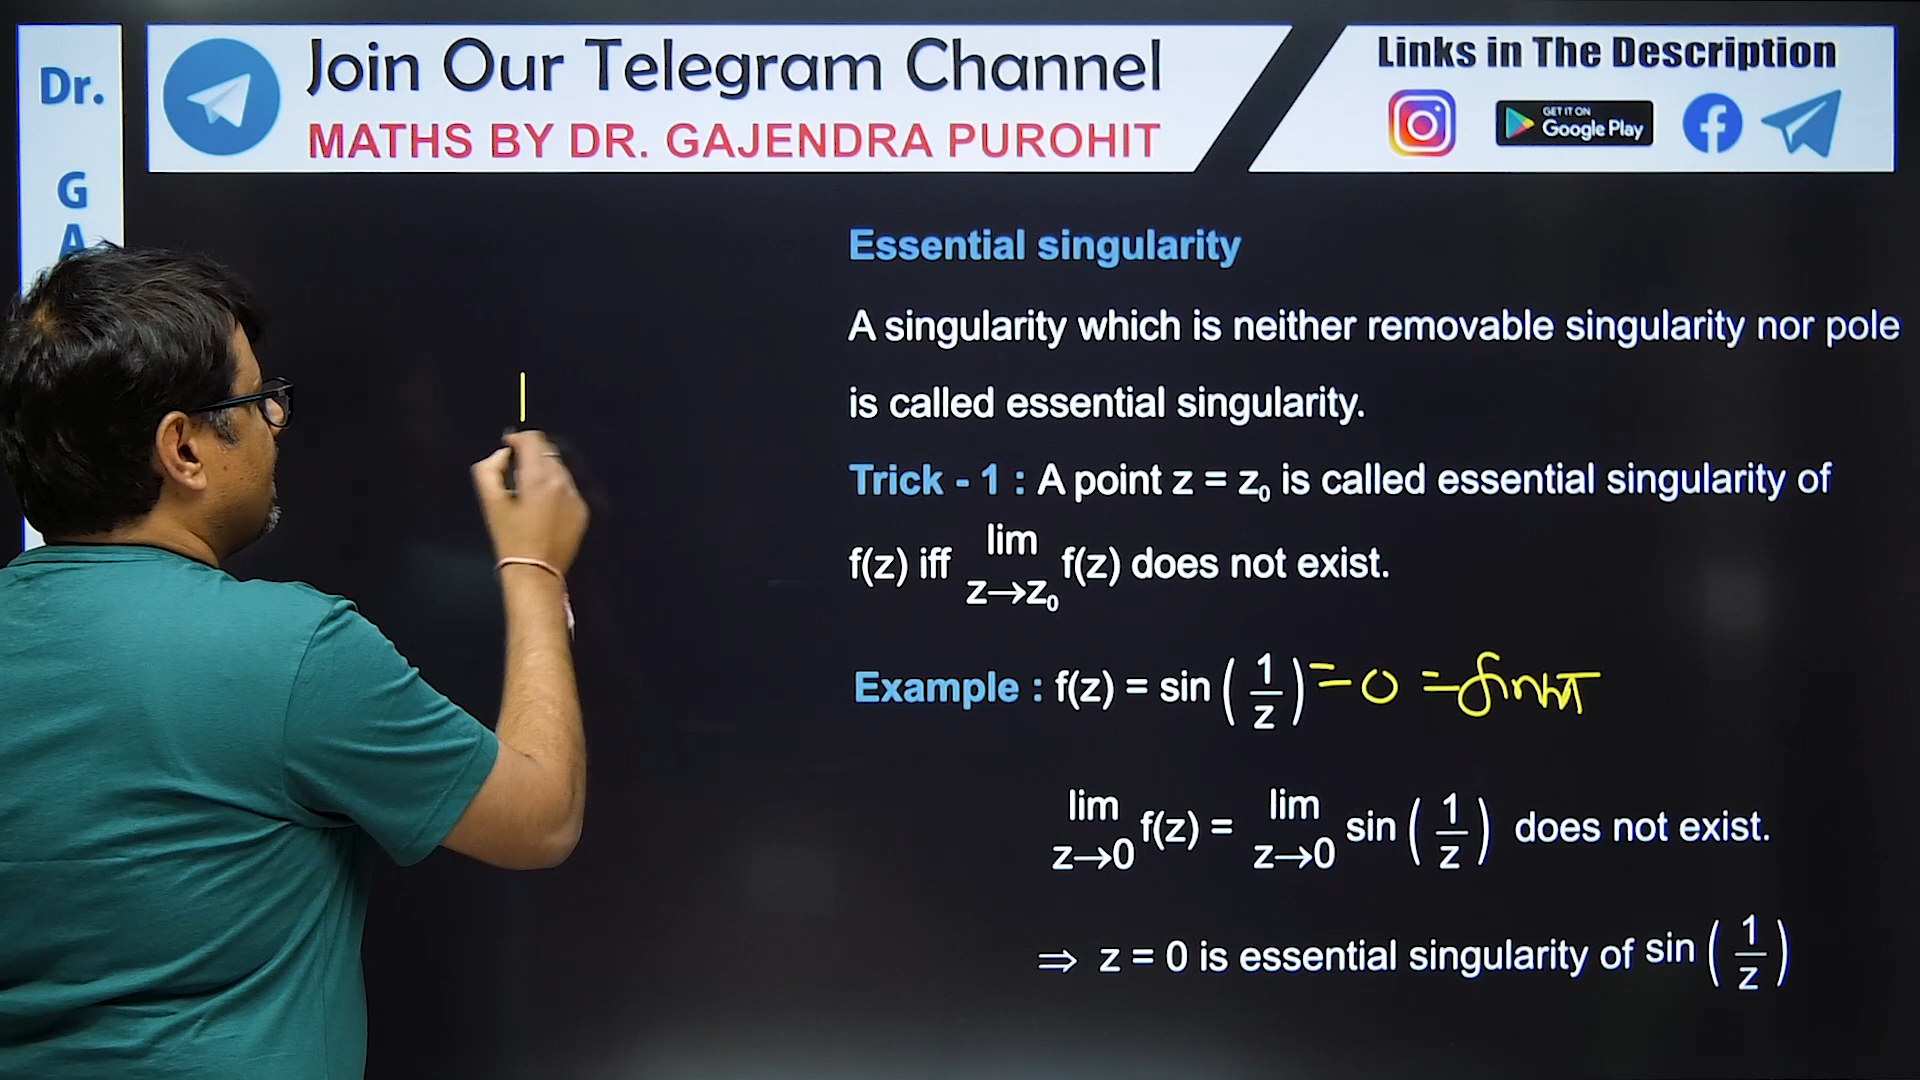 Dr.
G
A
Join Our Telegram Channel
MATHS BY DR. GAJENDRA PUROHIT
Links in The Description
GET IT ON
Google Play
Essential singularity
A singularity which is neither removable singularity nor pole
is called essential singularity.
Trick - 1 : A point z = z₀ is called essential singularity of
f(z) iff lim z→z₀ f(z) does not exist.
Example : f(z) = sin (1/z) = 0 = sin nπ
lim z→0 f(z) = lim z→0 sin (1/z) does not exist.
⇒ z = 0 is essential singularity of sin (1/z)